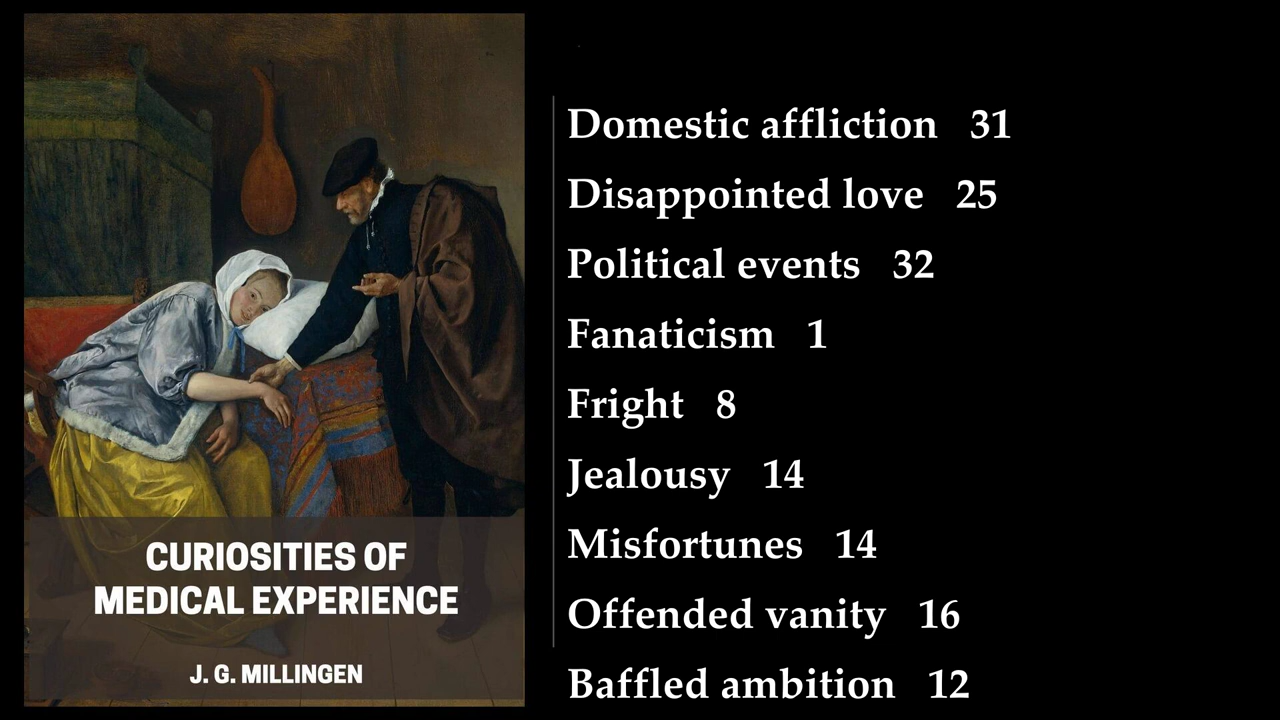 CURIOSITIES OF
MEDICAL EXPERIENCE
J. G. MILLINGEN
Domestic affliction 31
Disappointed love 25
Political events 32
Fanaticism 1
Fright 8
Jealousy 14
Misfortunes 14
Offended vanity 16
Baffled ambition 12